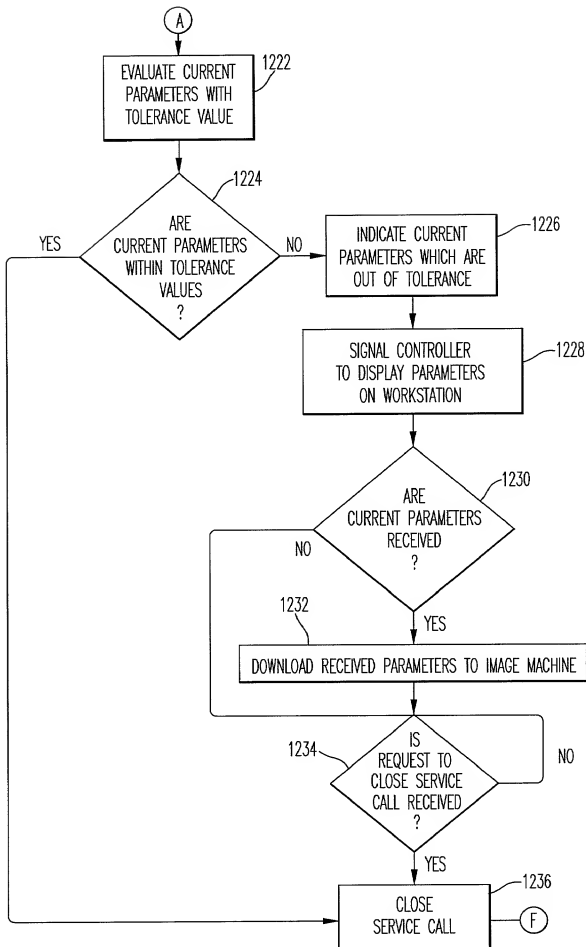 A
1222
EVALUATE CURRENT
PARAMETERS WITH
TOLERANCE VALUE
1224
ARE
CURRENT PARAMETERS
WITHIN TOLERANCE
VALUES
?
YES
NO
1226
INDICATE CURRENT
PARAMETERS WHICH ARE
OUT OF TOLERANCE
1228
SIGNAL CONTROLLER
TO DISPLAY PARAMETERS
ON WORKSTATION
1230
ARE
CURRENT PARAMETERS
RECEIVED
?
NO
YES
1232
DOWNLOAD RECEIVED PARAMETERS TO IMAGE MACHINE
1234
IS
REQUEST TO
CLOSE SERVICE
CALL RECEIVED
?
NO
YES
1236
CLOSE
SERVICE CALL
F